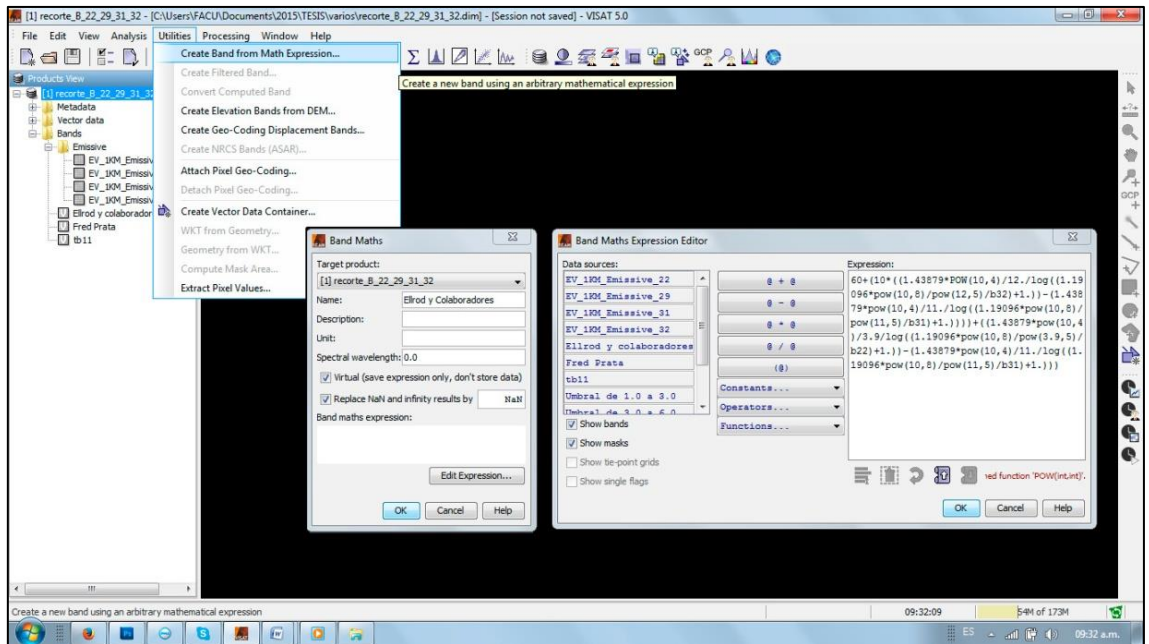 [1] recorte_B_22_29_31_32 - [C:\Users\FACU\Documents\2015\TESIS\varios\recorte_B_22_29_31_32.dim] - [Session not saved] - VISAT 5.0
File Edit View Analysis Utilities Processing Window Help
Products View
[1] recorte_B_22_29_31_3
Metadata
Vector data
Bands
Emissive
EV_1KM_Emissiv
EV_1KM_Emissiv
EV_1KM_Emissiv
EV_1KM_Emissiv
Ellrod y colaborador
Fred Prata
tb11
Create Band from Math Expression...
Create Filtered Band...
Convert Computed Band
Create Elevation Bands from DEM...
Create Geo-Coding Displacement Bands...
Create NRCS Bands (ASAR)...
Attach Pixel Geo-Coding...
Detach Pixel Geo-Coding...
Create Vector Data Container...
WKT from Geometry...
Geometry from WKT...
Compute Mask Area...
Extract Pixel Values...
Create a new band using an arbitrary mathematical expression
GCP
GCP
Band Maths
Target product:
[1] recorte_B_22_29_31_32
Name: Ellrod y Colaboradores
Description:
Unit:
Spectral wavelength: 0.0
Virtual (save expression only, don't store data)
Replace NaN and infinity results by NaN
Band maths expression:
Edit Expression...
OK Cancel Help
Band Maths Expression Editor
Data sources:
EV_1KM_Emissive_22
EV_1KM_Emissive_29
EV_1KM_Emissive_31
EV_1KM_Emissive_32
Ellrod y colaboradores
Fred Prata
tb11
Umbral de 1.0 a 3.0
Umbral de 3.0 a 6.0
Show bands
Show masks
Show tie-point grids
Show single flags
@ + @
@ - @
@ * @
@ / @
(@)
Constants...
Operators...
Functions...
Expression:
60+(10*((1.43879*POW(10,4)/12./log((1.19
096*pow(10,8)/pow(12,5)/b32)+1.))-(1.438
79*pow(10,4)/11./log((1.19096*pow(10,8)/
pow(11,5)/b31)+1.))))+((1.43879*pow(10,4
)/3.9/log((1.19096*pow(10,8)/pow(3.9,5)/
b22)+1.))-(1.43879*pow(10,4)/11./log((1.
19096*pow(10,8)/pow(11,5)/b31)+1.)))
ned function 'POW(int,int)'.
OK Cancel Help
Create a new band using an arbitrary mathematical expression
09:32:09
54M of 173M
ES
09:32 a.m.